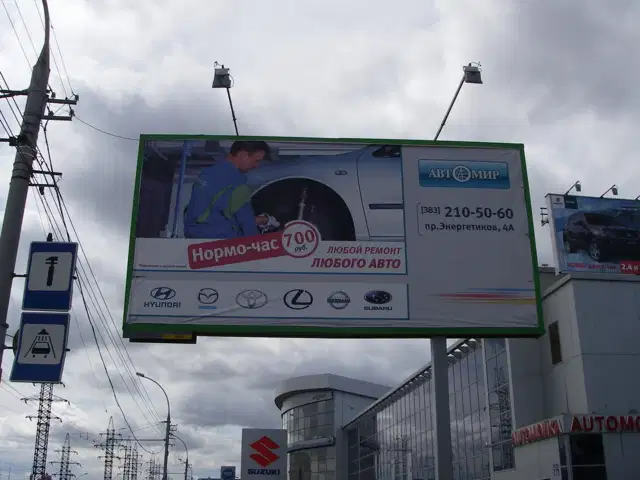 АВТОМИР
[383] 210-50-60
пр.Энергетиков, 4А
Нормо-час 700
руб.
ЛЮБОЙ РЕМОНТ
ЛЮБОГО АВТО
HYUNDAI
SUBARU
SUZUKI
AUTOMO